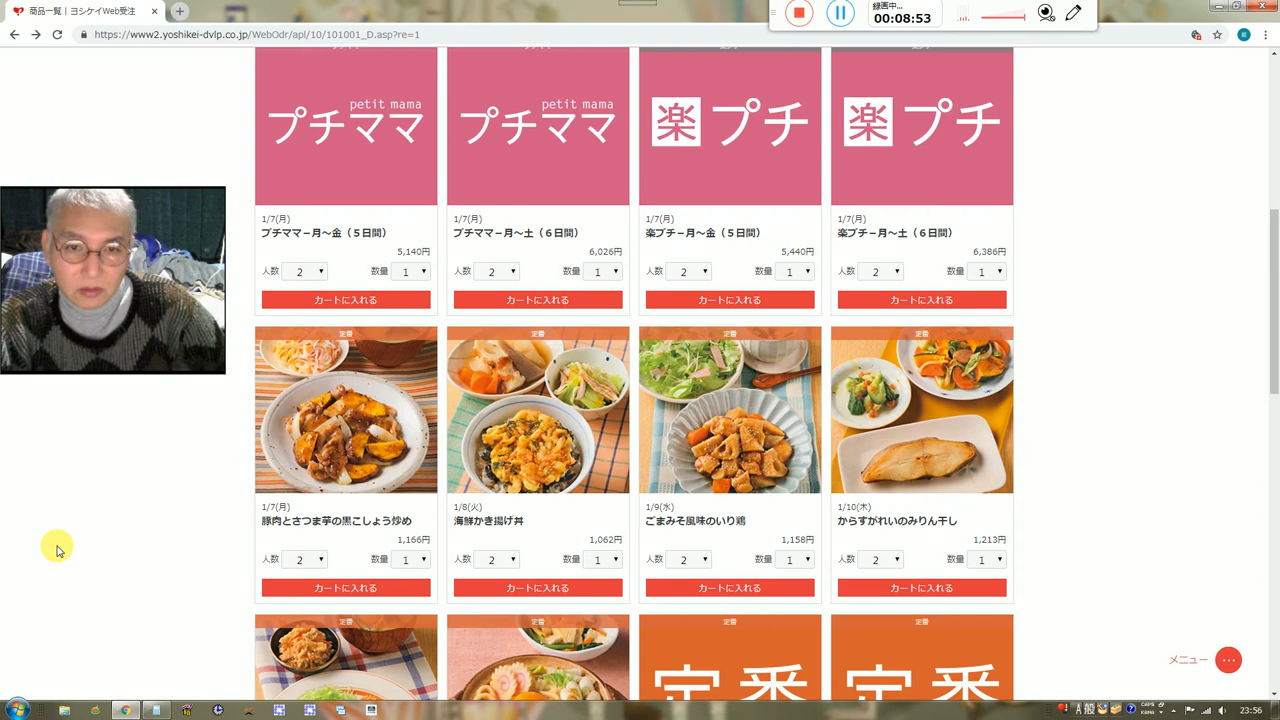 商品一覧 | ヨシケイWeb受注
録画中...
00:08:53
https://www2.yoshikei-dvlp.co.jp/WebOdr/apl/10/101001_D.asp?re=1
petit mama
プチママ
petit mama
プチママ
楽 プチ
楽 プチ
1/7(月)
プチママ－月～金（５日間）
5,140円
人数 2 数量 1
カートに入れる
1/7(月)
プチママ－月～土（６日間）
6,026円
人数 2 数量 1
カートに入れる
1/7(月)
楽プチ－月～金（５日間）
5,440円
人数 2 数量 1
カートに入れる
1/7(月)
楽プチ－月～土（６日間）
6,386円
人数 2 数量 1
カートに入れる
定番
1/7(月)
豚肉とさつま芋の黒こしょう炒め
1,166円
人数 2 数量 1
カートに入れる
定番
1/8(火)
海鮮かき揚げ丼
1,062円
人数 2 数量 1
カートに入れる
定番
1/9(水)
ごまみそ風味のいり鶏
1,158円
人数 2 数量 1
カートに入れる
定番
1/10(木)
からすがれいのみりん干し
1,213円
人数 2 数量 1
カートに入れる
定番
定番
定番
定番
定番
定番
メニュー
A 般
CAPS
KANA
23:56